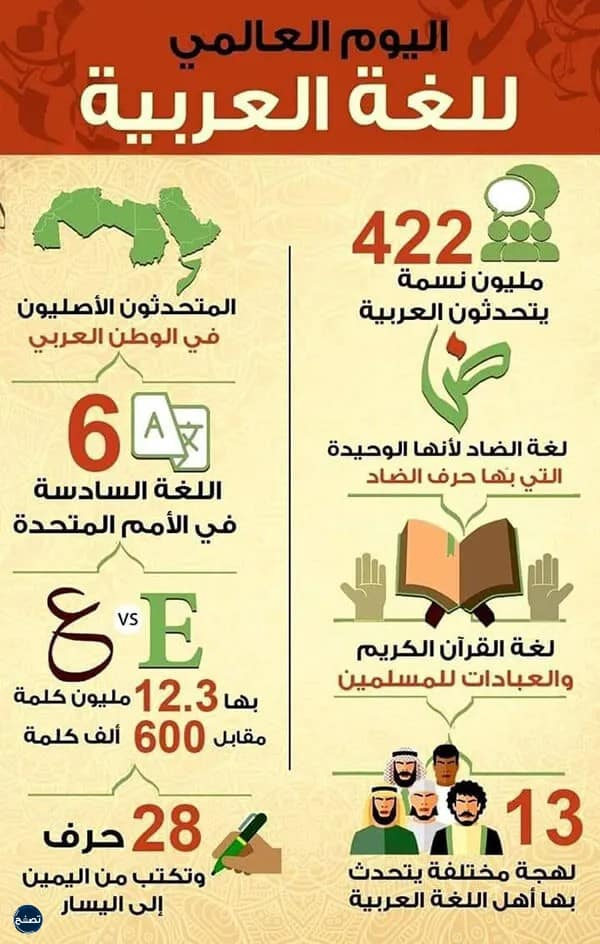 اليوم العالمي
للغة العربية
422
مليون نسمة
يتحدثون العربية
ض
لغة الضاد لأنها الوحيدة
التي بها حرف الضاد
لغة القرآن الكريم
والعبادات للمسلمين
13
لهجة مختلفة يتحدث
بها أهل اللغة العربية
المتحدثون الأصليون
في الوطن العربي
6
A 文
اللغة السادسة
في الأمم المتحدة
ع VS E
بها 12.3 مليون كلمة
مقابل 600 ألف كلمة
28 حرف
وتكتب من اليمين
إلى اليسار
تصفح